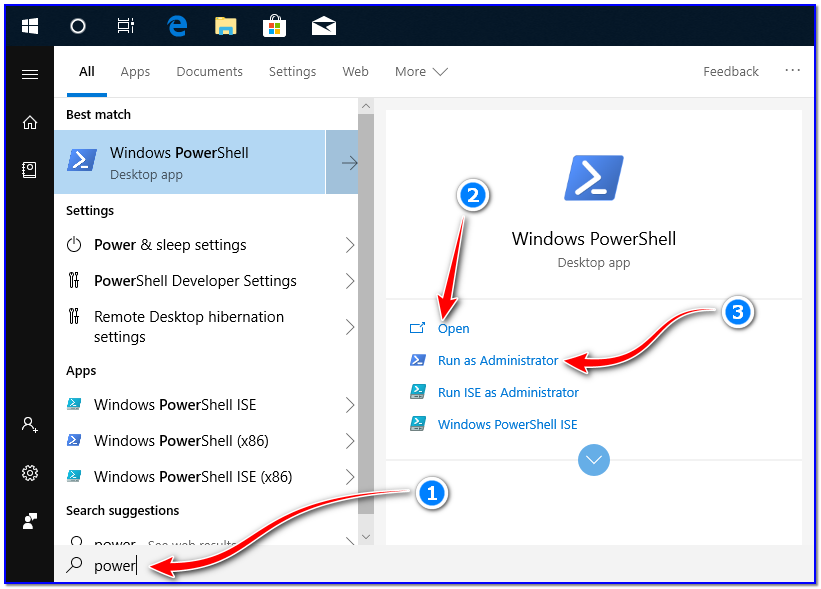 All Apps Documents Settings Web More Feedback ...
Best match
Windows PowerShell
Desktop app
Settings
Power & sleep settings
PowerShell Developer Settings
Remote Desktop hibernation
settings
Apps
Windows PowerShell ISE
Windows PowerShell (x86)
Windows PowerShell ISE (x86)
Search suggestions
power - See web results
power
Windows PowerShell
Desktop app
Open
Run as Administrator
Run ISE as Administrator
Windows PowerShell ISE
1
2
3